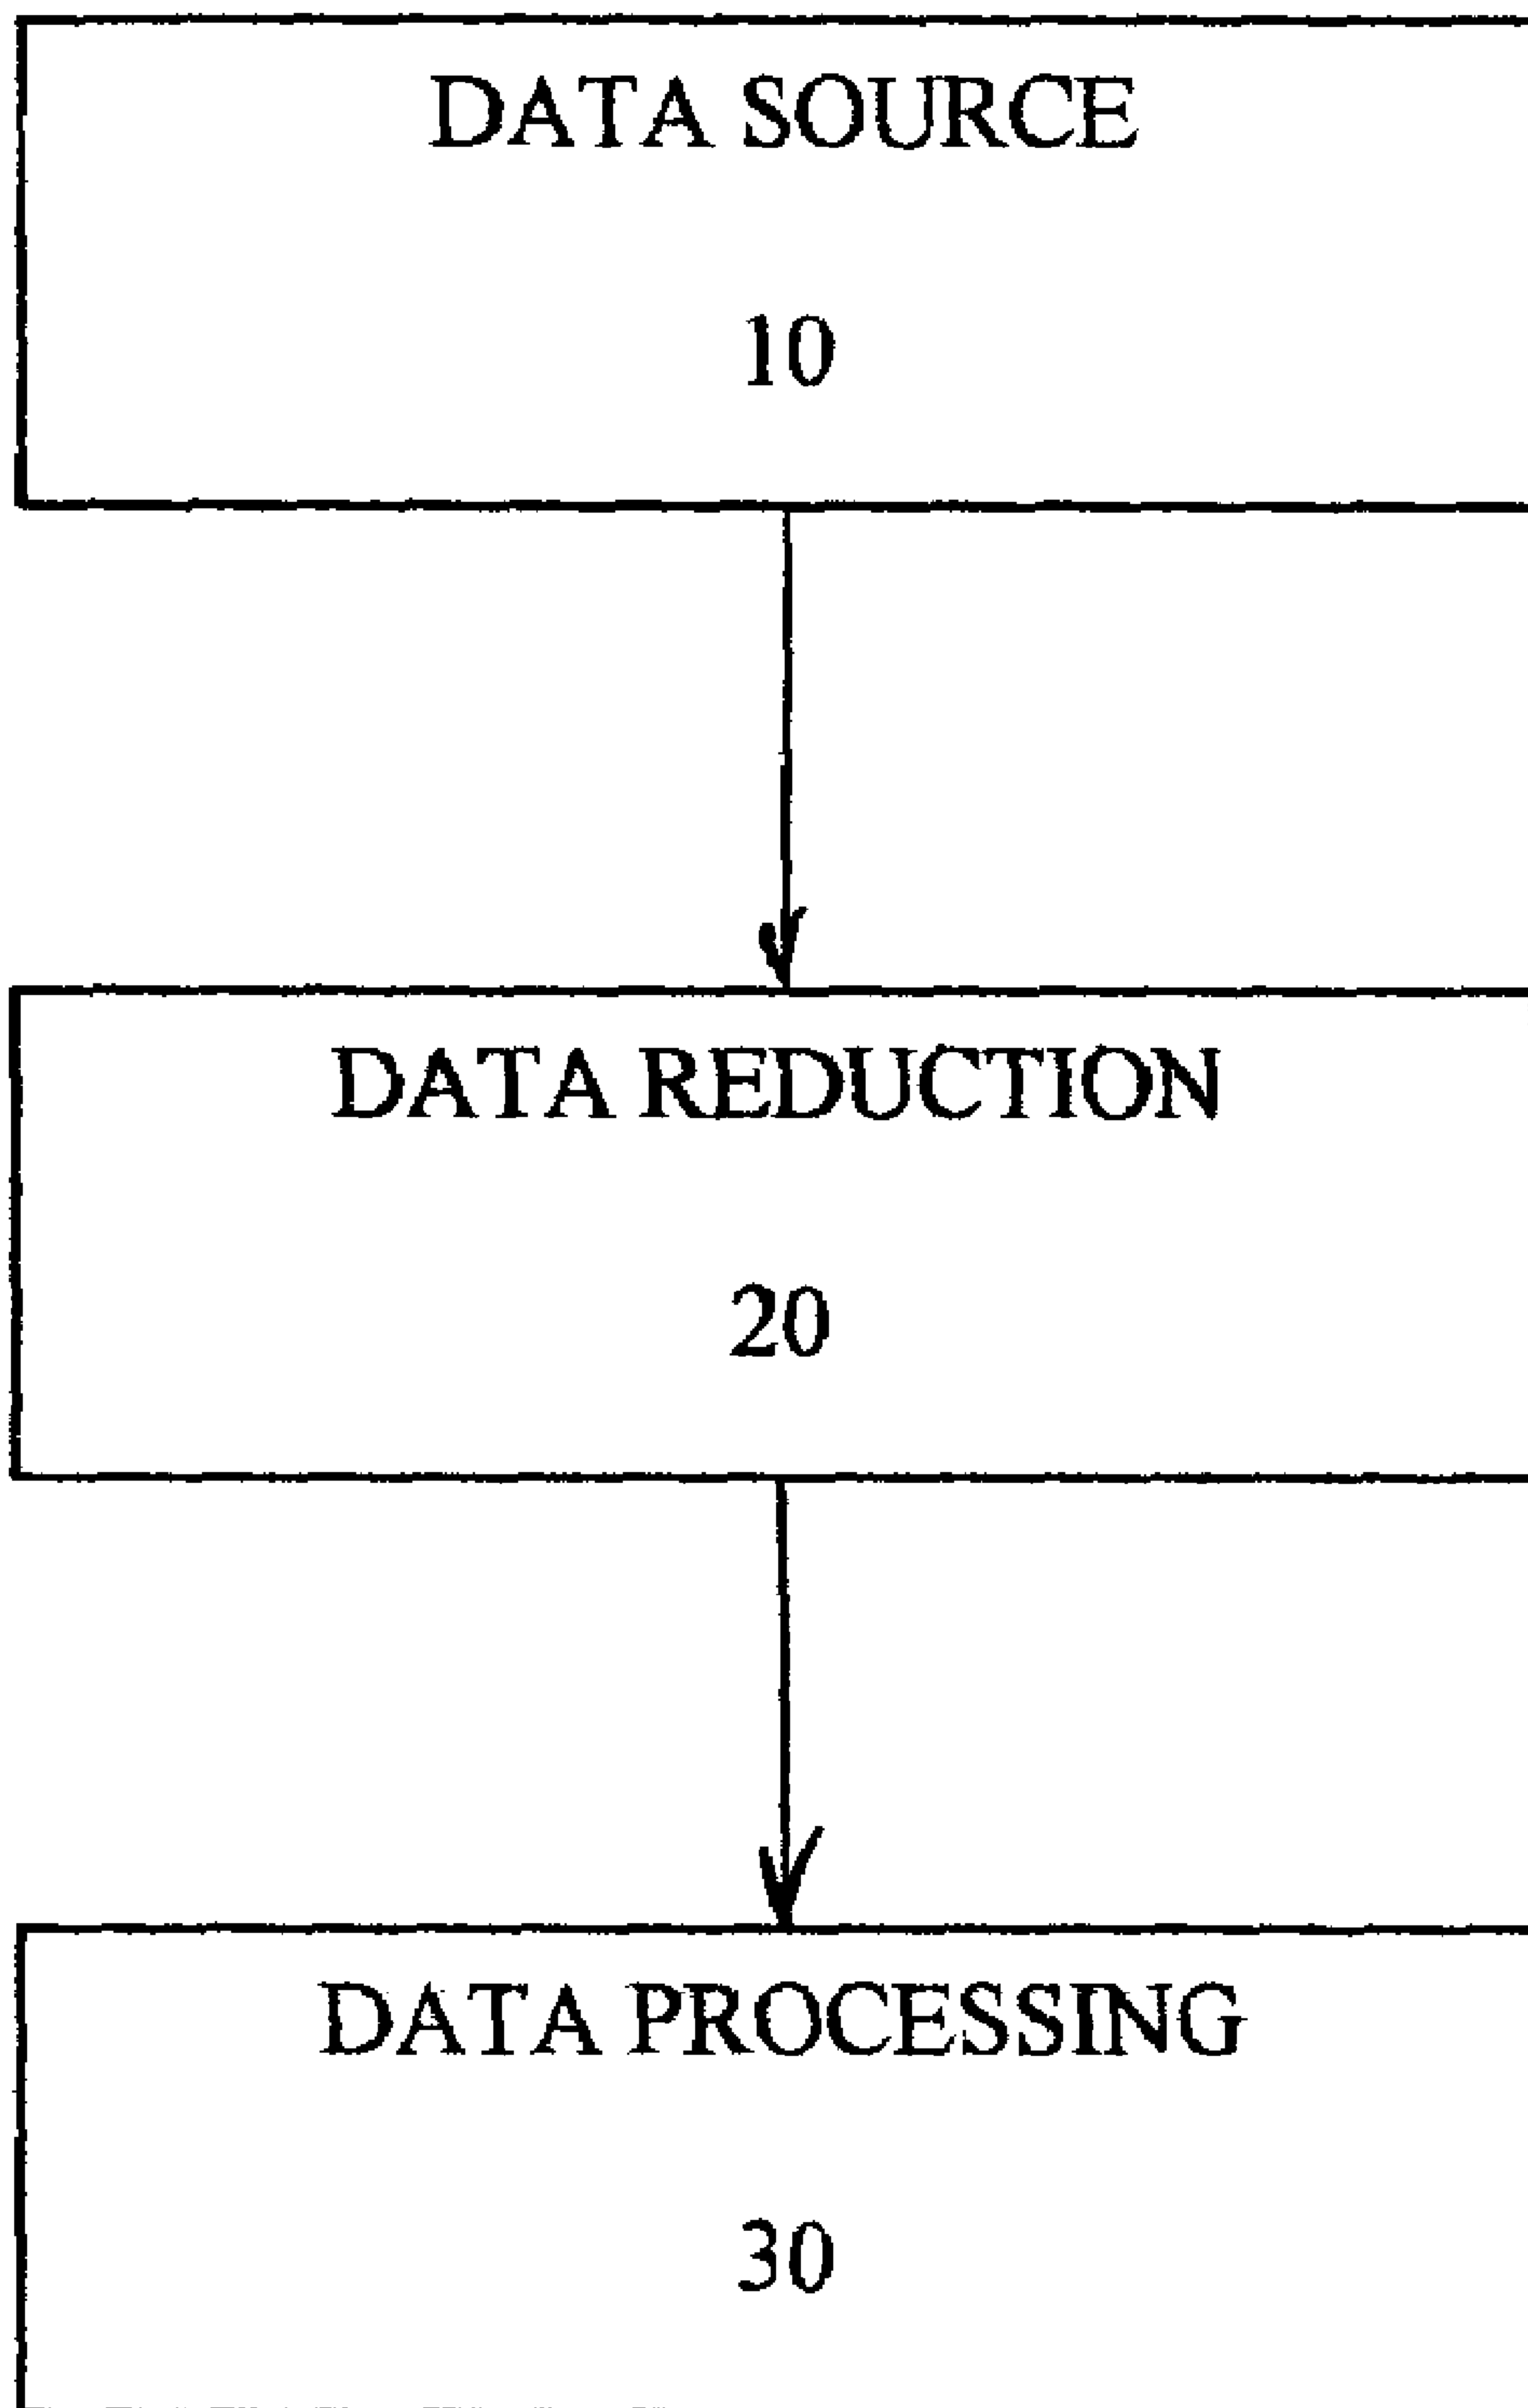 DATA SOURCE
10
DATA REDUCTION
20
DATA PROCESSING
30